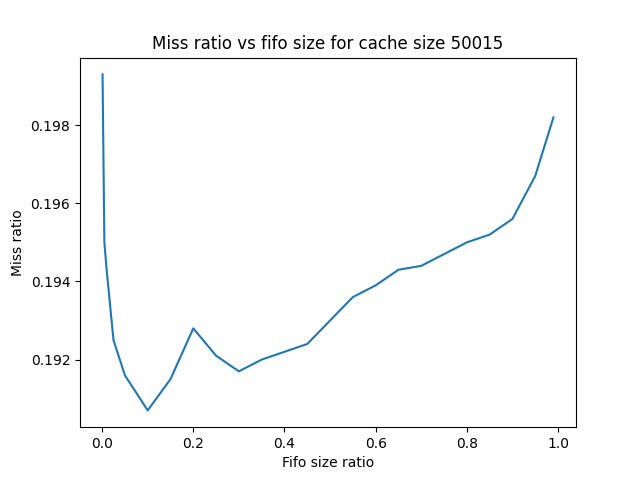 Miss ratio vs fifo size for cache size 50015
0.198
0.196
0.194
0.192
Miss ratio
0.0 0.2 0.4 0.6 0.8 1.0
Fifo size ratio